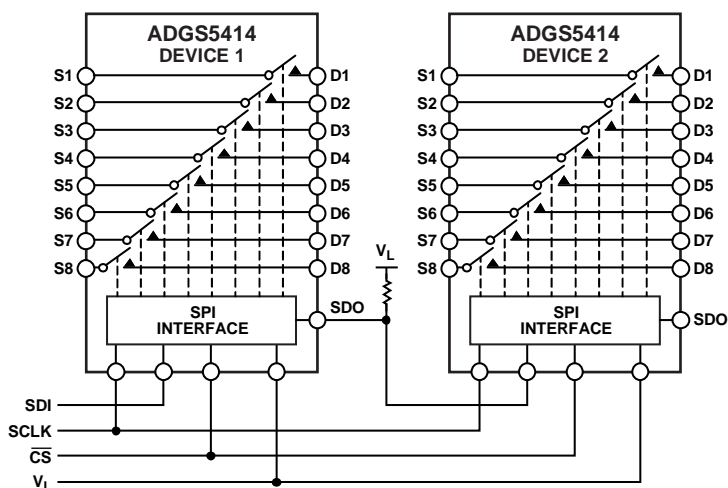 ADGS5414
DEVICE 1
S1
D1
S2
D2
S3
D3
S4
D4
S5
D5
S6
D6
S7
D7
S8
D8
SPI
INTERFACE
SDO
VL
ADGS5414
DEVICE 2
S1
D1
S2
D2
S3
D3
S4
D4
S5
D5
S6
D6
S7
D7
S8
D8
SPI
INTERFACE
SDO
SDI
SCLK
CS
VL